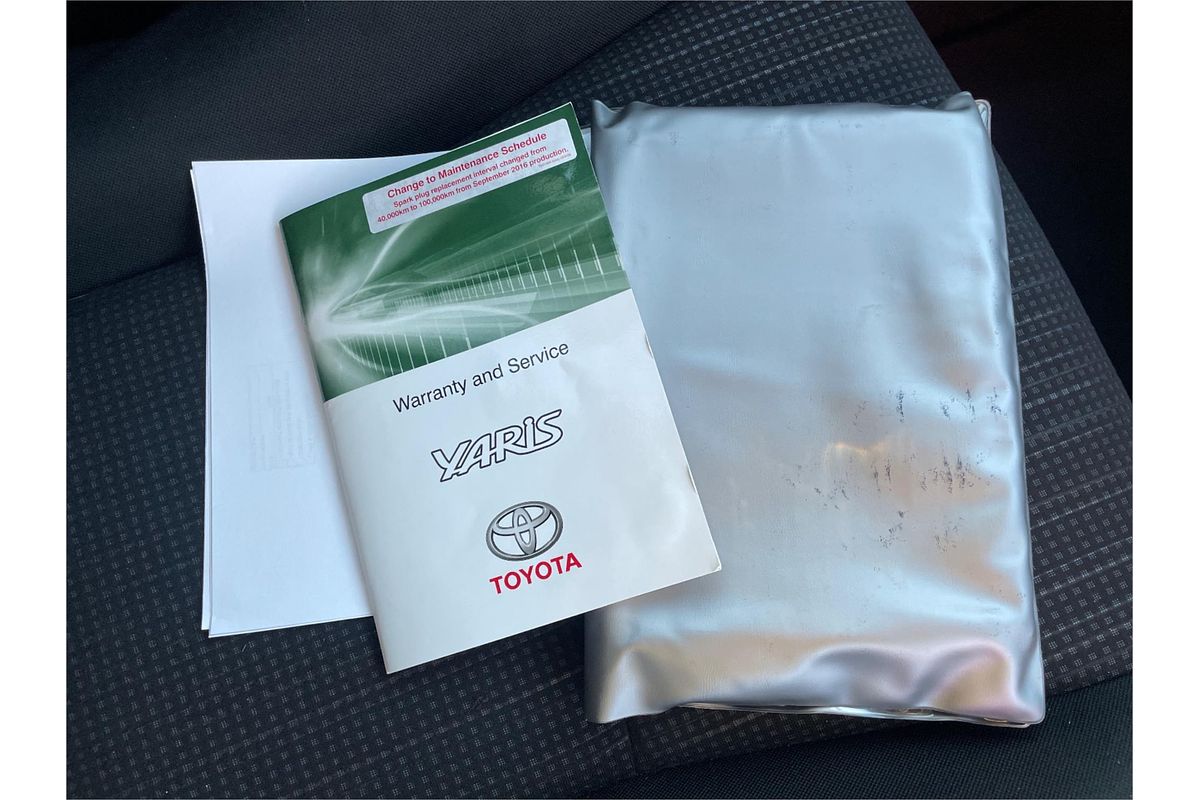 Change to Maintenance Schedule
Spark plug replacement interval changed from
40,000km to 100,000km from September 2016 production.
Warranty and Service
YARIS
TOYOTA